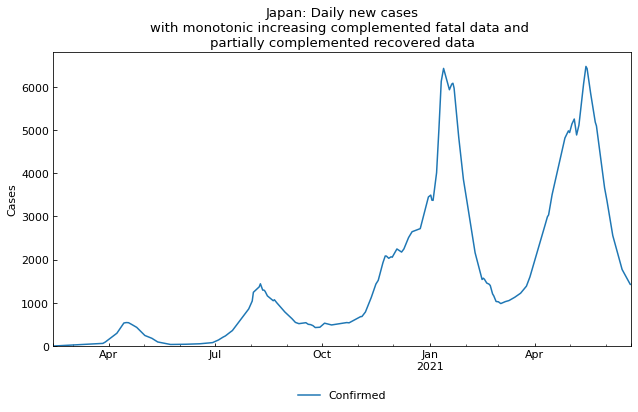 Japan: Daily new cases
with monotonic increasing complemented fatal data and
partially complemented recovered data
6000
5000
4000
3000
2000
1000
0
Cases
Apr
Jul
Oct
Jan
2021
Apr
Confirmed